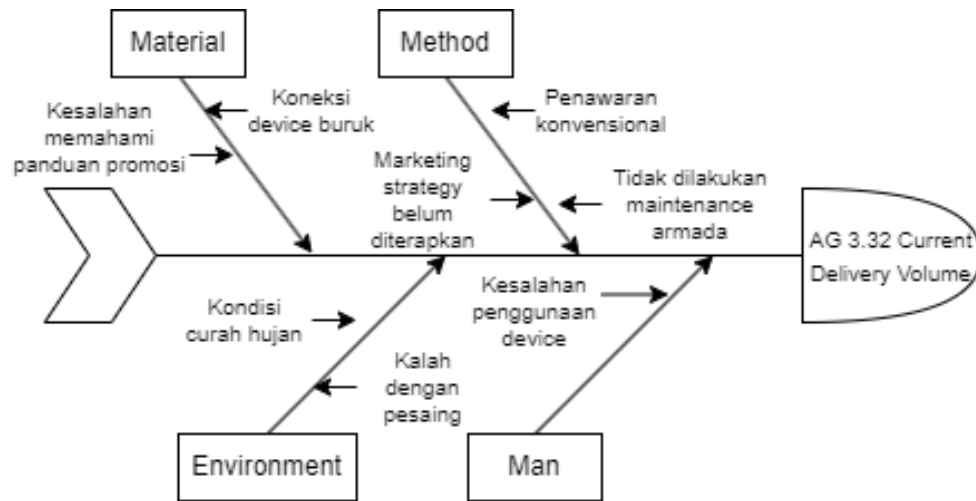 Material
Method
Koneksi
device buruk
Kesalahan
memahami
panduan promosi
Penawaran
konvensional
Marketing
strategy
belum
diterapkan
Tidak dilakukan
maintenance
armada
AG 3.32 Current
Delivery Volume
Kondisi
curah hujan
Kalah
dengan
pesaing
Kesalahan
penggunaan
device
Environment
Man